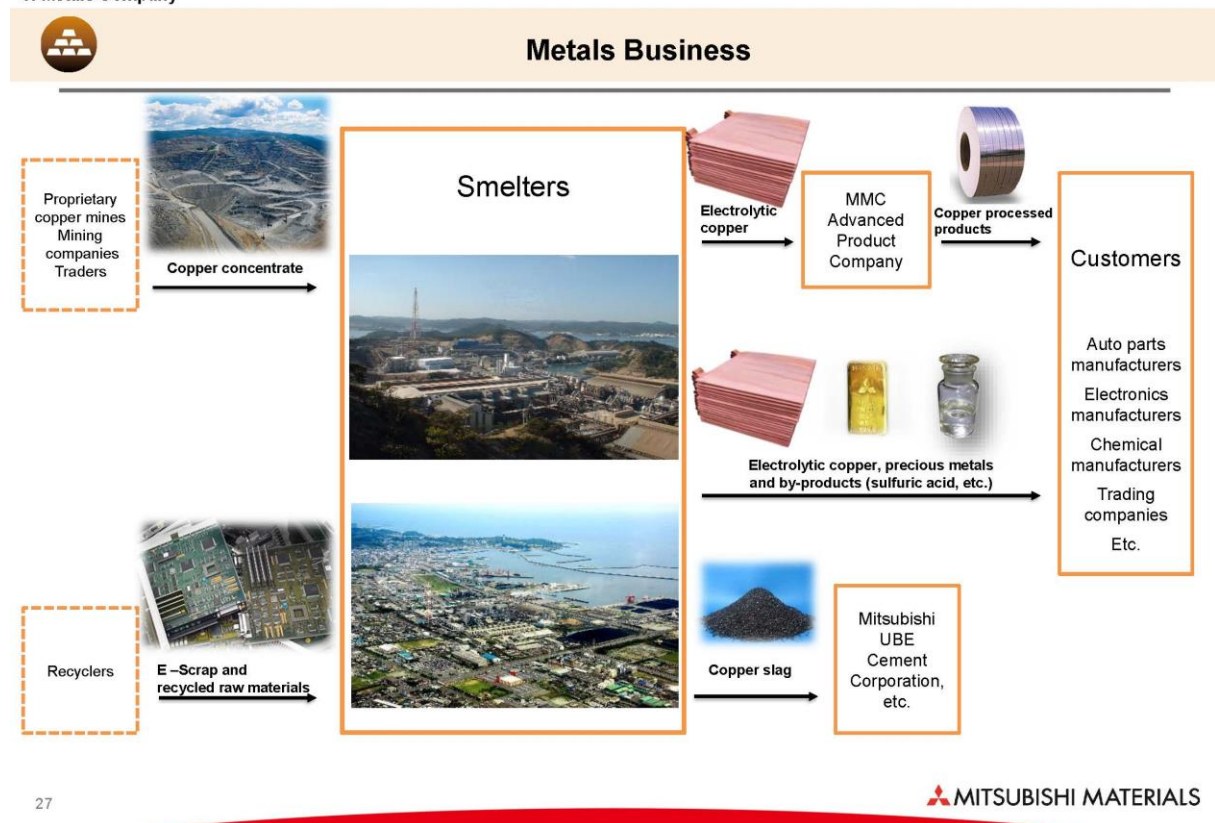 Metals Business
Proprietary
copper mines
Mining
companies
Traders
Copper concentrate
Smelters
Electrolytic
copper
MMC
Advanced
Product
Company
Copper processed
products
Customers
Auto parts
manufacturers
Electronics
manufacturers
Chemical
manufacturers
Trading
companies
Etc.
Electrolytic copper, precious metals
and by-products (sulfuric acid, etc.)
Recyclers
E –Scrap and
recycled raw materials
Copper slag
Mitsubishi
UBE
Cement
Corporation,
etc.
27
MITSUBISHI MATERIALS